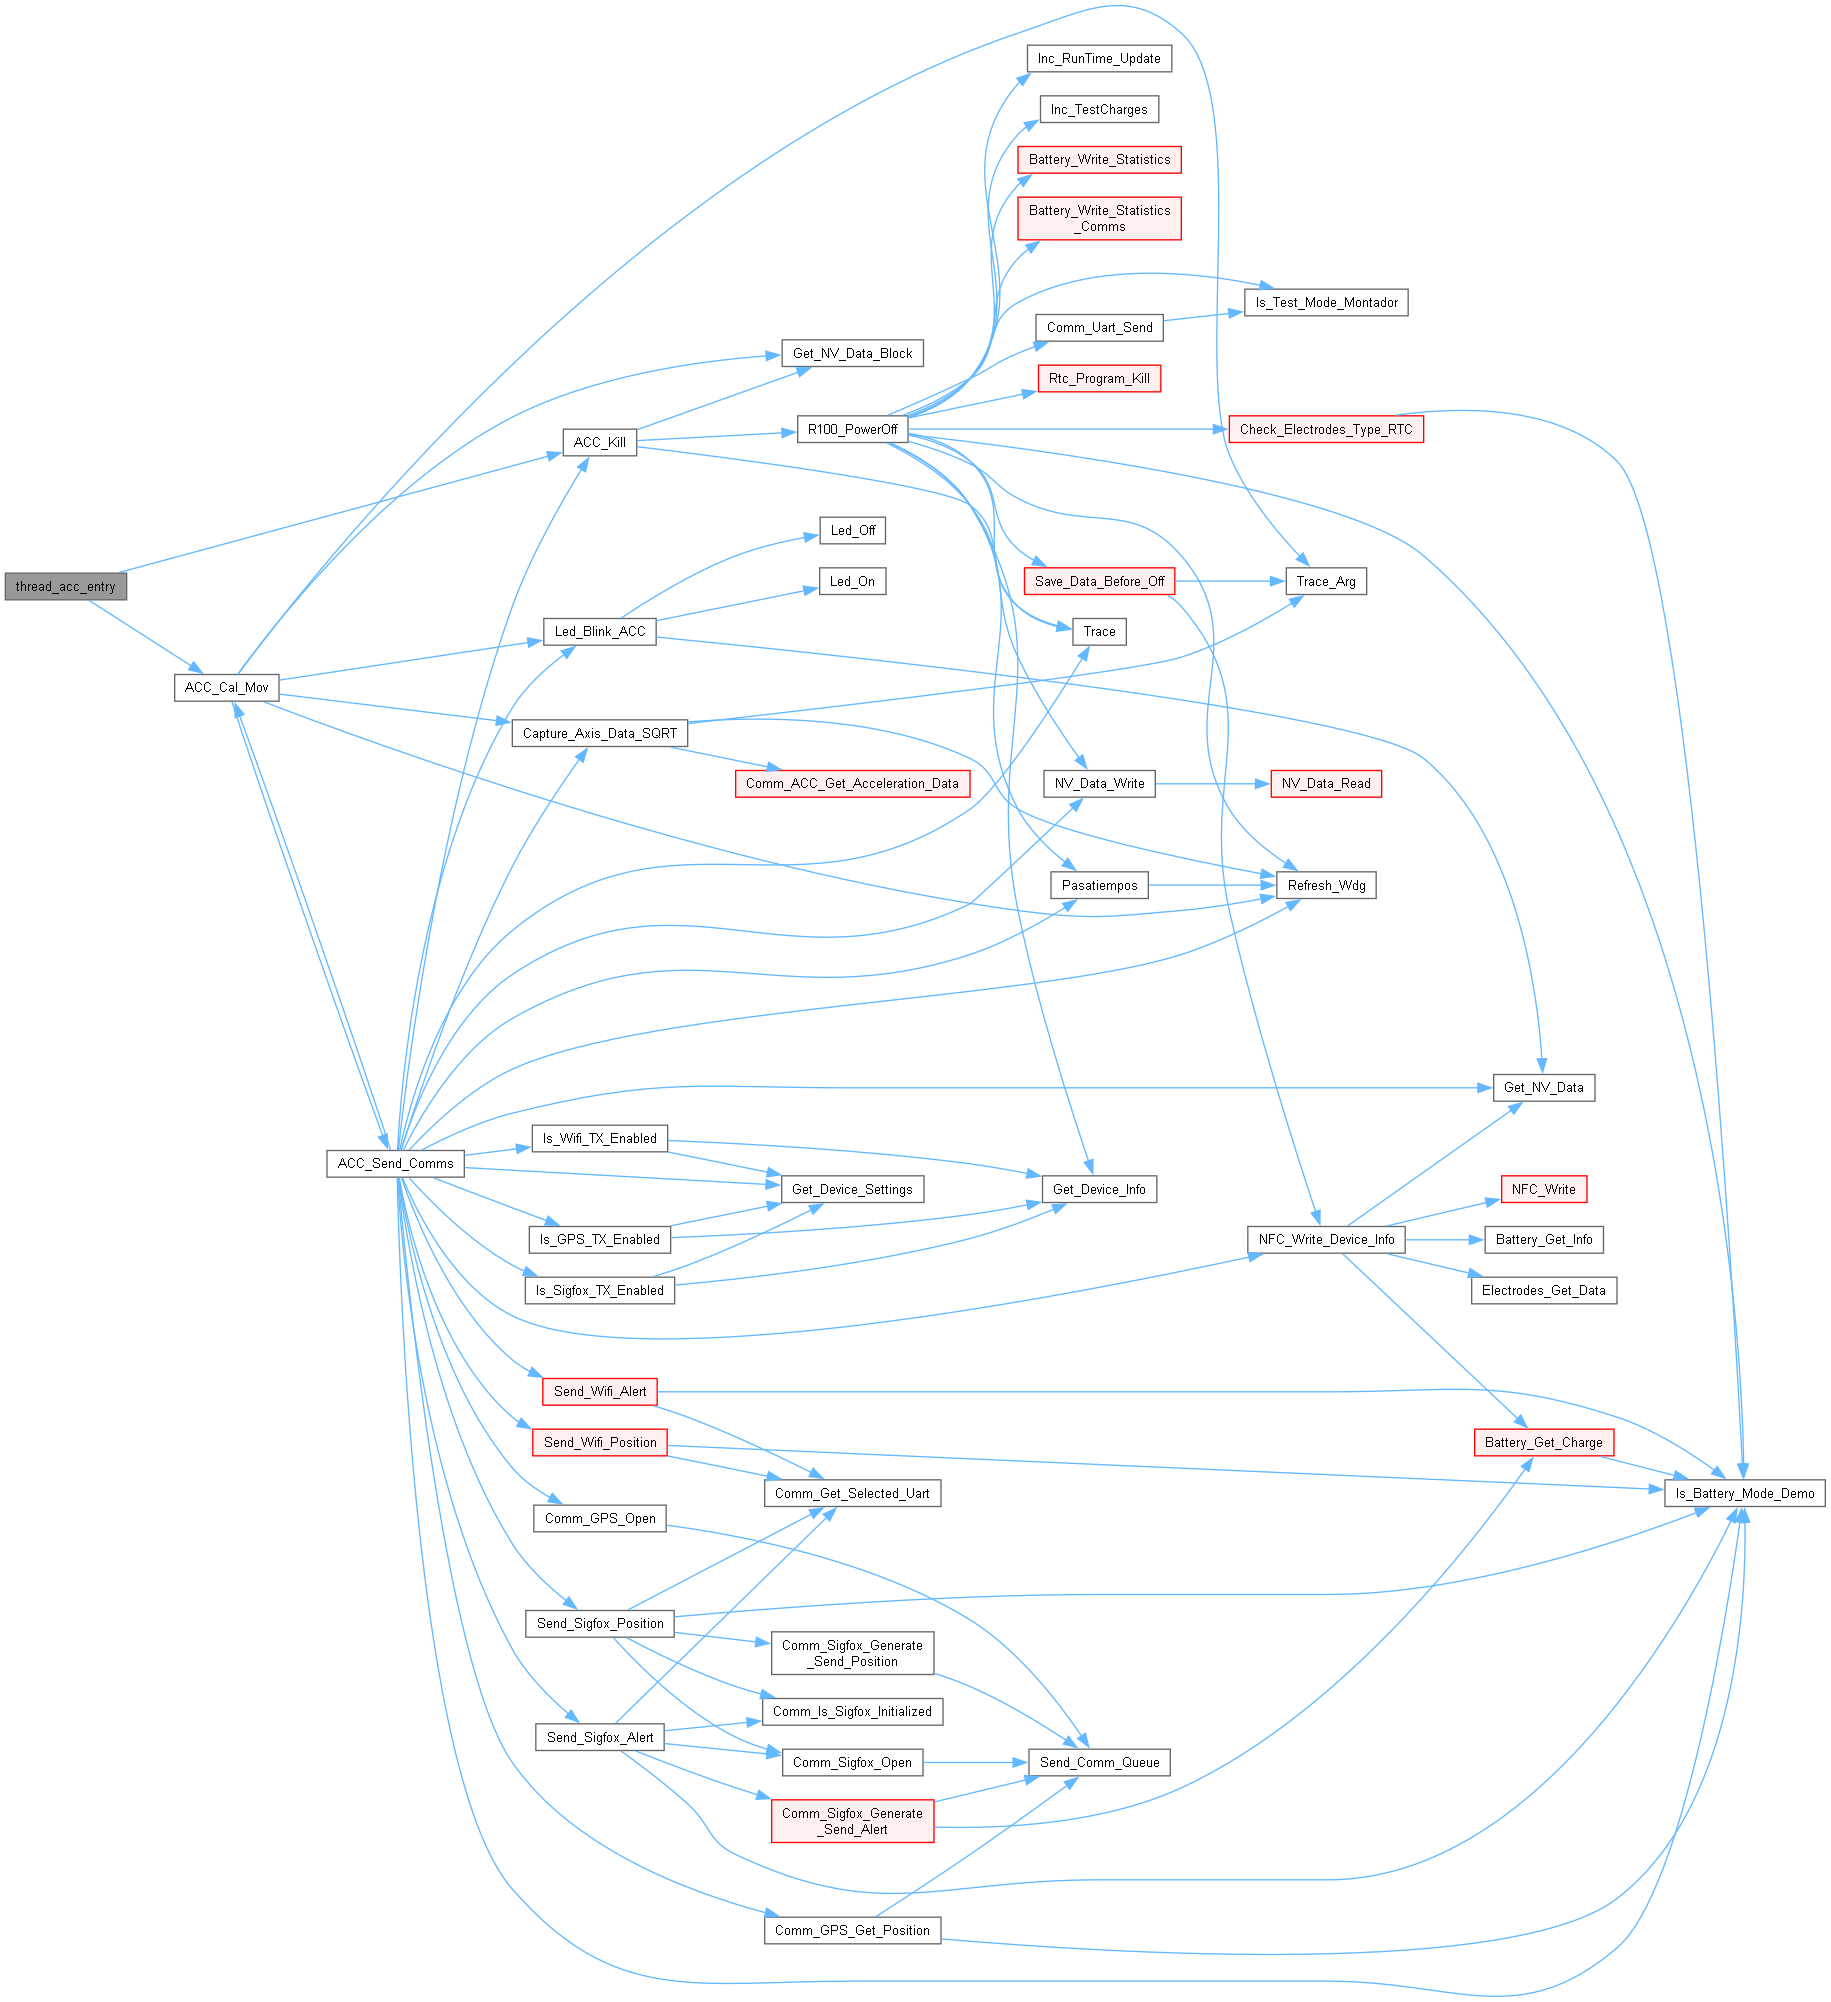 Inc_RunTime_Update
Inc_TestCharges
Battery_Write_Statistics
Battery_Write_Statistics
_Comms
Is_Test_Mode_Montador
Comm_Uart_Send
Get_NV_Data_Block
Rtc_Program_Kill
R100_PowerOff
Check_Electrodes_Type_RTC
ACC_Kill
Led_Off
Led_On
Save_Data_Before_Off
Trace_Arg
thread_acc_entry
Led_Blink_ACC
Trace
ACC_Cal_Mov
Capture_Axis_Data_SQRT
Comm_ACC_Get_Acceleration_Data
NV_Data_Write
NV_Data_Read
Pasatiempos
Refresh_Wdg
Get_NV_Data
Is_Wifi_TX_Enabled
ACC_Send_Comms
Get_Device_Settings
Get_Device_Info
NFC_Write
Is_GPS_TX_Enabled
NFC_Write_Device_Info
Battery_Get_Info
Is_Sigfox_TX_Enabled
Electrodes_Get_Data
Send_Wifi_Alert
Send_Wifi_Position
Battery_Get_Charge
Comm_Get_Selected_Uart
Is_Battery_Mode_Demo
Comm_GPS_Open
Send_Sigfox_Position
Comm_Sigfox_Generate
_Send_Position
Comm_Is_Sigfox_Initialized
Send_Sigfox_Alert
Comm_Sigfox_Open
Send_Comm_Queue
Comm_Sigfox_Generate
_Send_Alert
Comm_GPS_Get_Position